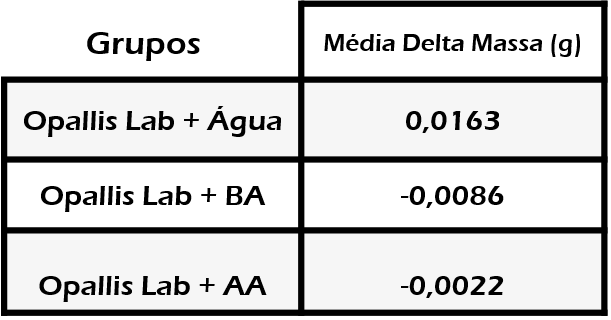 Grupos Média Delta Massa (g)
Opallis Lab + Água 0,0163
Opallis Lab + BA -0,0086
Opallis Lab + AA -0,0022